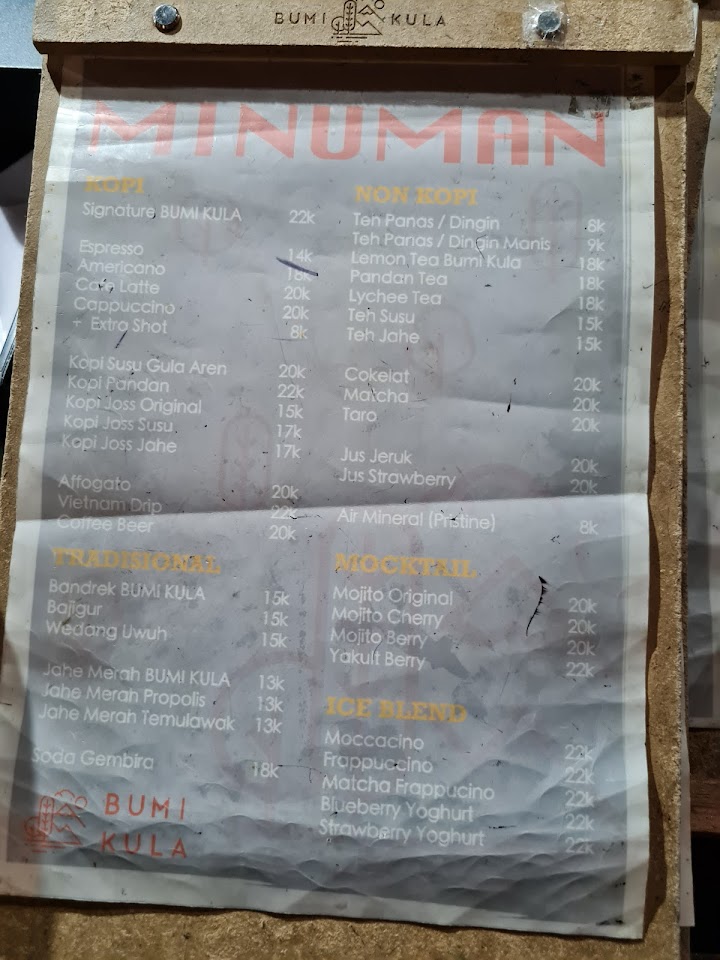 BUMI KULA
MINUMAN
KOPI
Signature BUMI KULA 22k
Espresso 14k
Americano 18k
Cafe Latte 20k
Cappuccino 20k
+ Extra Shot 8k
Kopi Susu Gula Aren 20k
Kopi Pandan 22k
Kopi Joss Original 15k
Kopi Joss Susu 17k
Kopi Joss Jahe 17k
Affogato 20k
Vietnam Drip 22k
Coffee Beer 20k
TRADISIONAL
Bandrek BUMI KULA 15k
Bajigur 15k
Wedang Uwuh 15k
Jahe Merah BUMI KULA 13k
Jahe Merah Propolis 13k
Jahe Merah Temulawak 13k
Soda Gembira 18k
BUMI
KULA
NON KOPI
Teh Panas / Dingin 8k
Teh Panas / Dingin Manis 9k
Lemon Tea Bumi Kula 18k
Pandan Tea 18k
Lychee Tea 18k
Teh Susu 15k
Teh Jahe 15k
Cokelat 20k
Matcha 20k
Taro 20k
Jus Jeruk 20k
Jus Strawberry 20k
Air Mineral (Pristine) 8k
MOCKTAIL
Mojito Original 20k
Mojito Cherry 20k
Mojito Berry 20k
Yakult Berry 22k
ICE BLEND
Moccacino 22k
Frappuccino 22k
Matcha Frappucino 22k
Blueberry Yoghurt 22k
Strawberry Yoghurt 22k